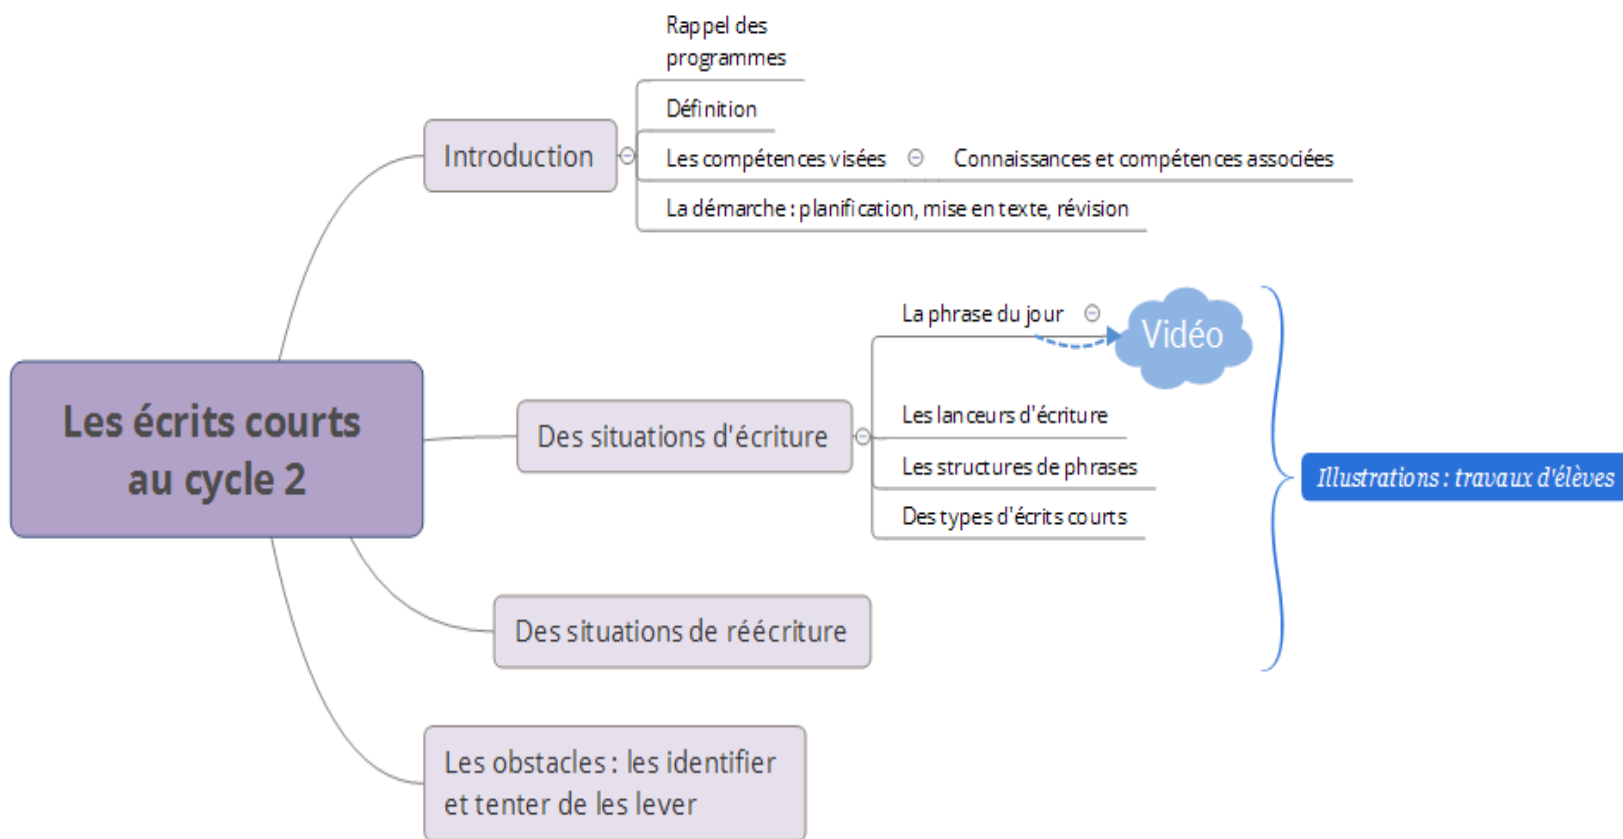 Rappel des
programmes
Définition
Introduction
Les compétences visées
Connaissances et compétences associées
La démarche : planification, mise en texte, révision
La phrase du jour
Vidéo
Les écrits courts
au cycle 2
Des situations d'écriture
Les lanceurs d'écriture
Les structures de phrases
Des types d'écrits courts
Illustrations : travaux d'élèves
Des situations de réécriture
Les obstacles : les identifier
et tenter de les lever